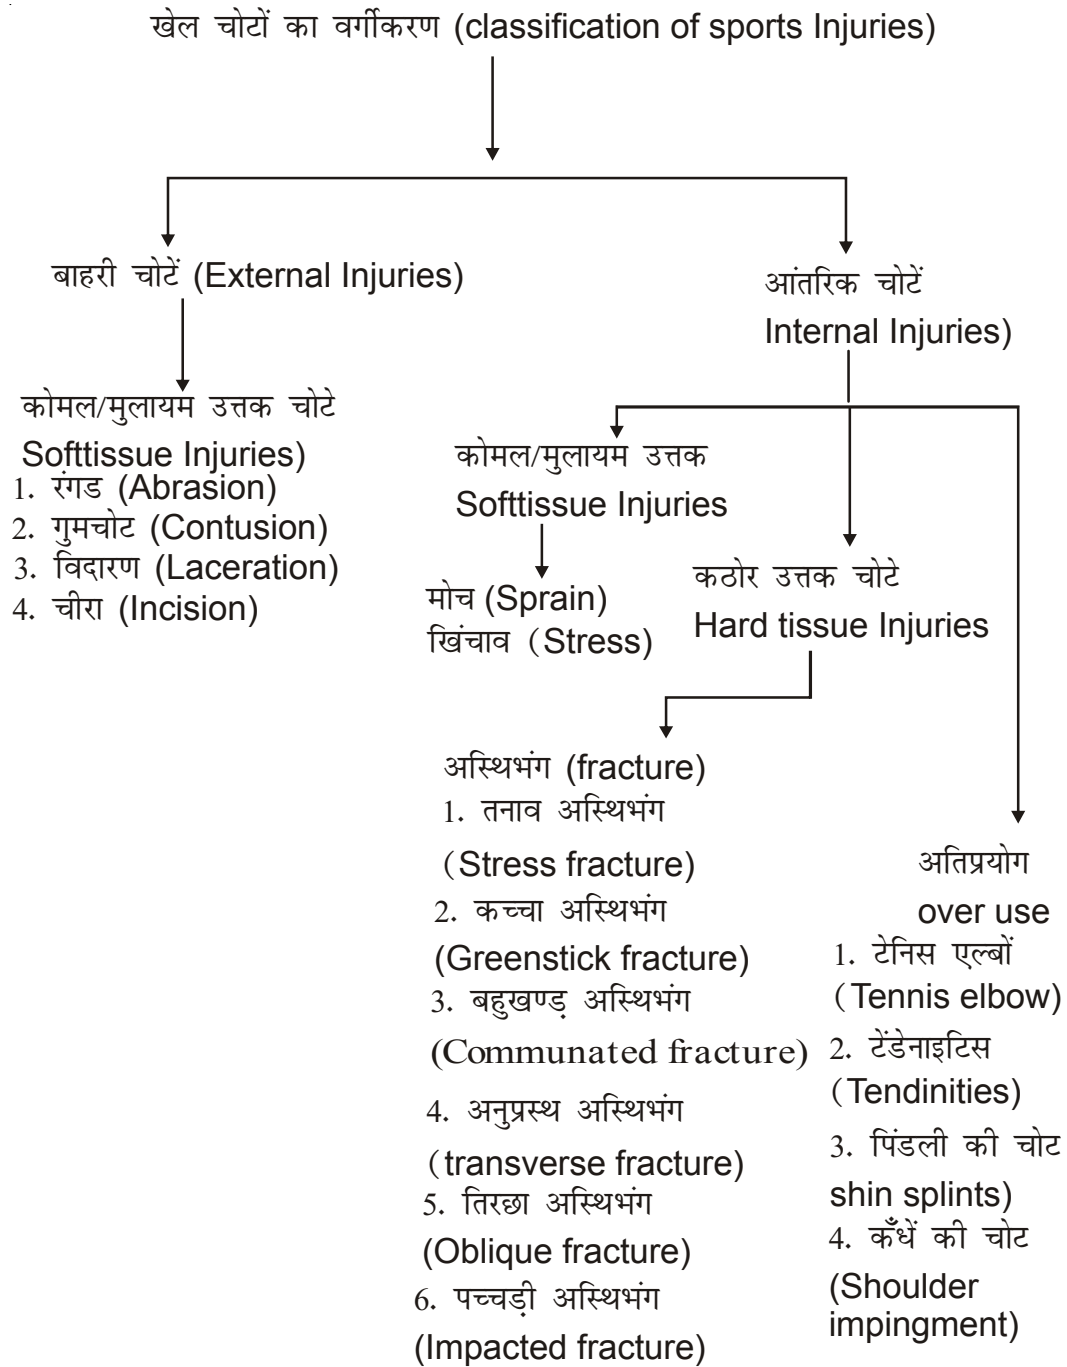 खेल चोटों का वर्गीकरण (classification of sports Injuries)
बाहरी चोटें (External Injuries)
आंतरिक चोटें
Internal Injuries)
कोमल/मुलायम उत्तक चोटे
Softtissue Injuries)
1. रंगड (Abrasion)
2. गुमचोट (Contusion)
3. विदारण (Laceration)
4. चीरा (Incision)
कोमल/मुलायम उत्तक
Softtissue Injuries
मोच (Sprain)
खिंचाव (Stress)
कठोर उत्तक चोटे
Hard tissue Injuries
अस्थिभंग (fracture)
1. तनाव अस्थिभंग
(Stress fracture)
2. कच्चा अस्थिभंग
(Greenstick fracture)
3. बहुखण्ड़ अस्थिभंग
(Communated fracture)
4. अनुप्रस्थ अस्थिभंग
(transverse fracture)
5. तिरछा अस्थिभंग
(Oblique fracture)
6. पच्चड़ी अस्थिभंग
(Impacted fracture)
अतिप्रयोग
over use
1. टेनिस एल्बों
(Tennis elbow)
2. टेंडेनाइटिस
(Tendinities)
3. पिंडली की चोट
shin splints)
4. कँधें की चोट
(Shoulder
impingment)